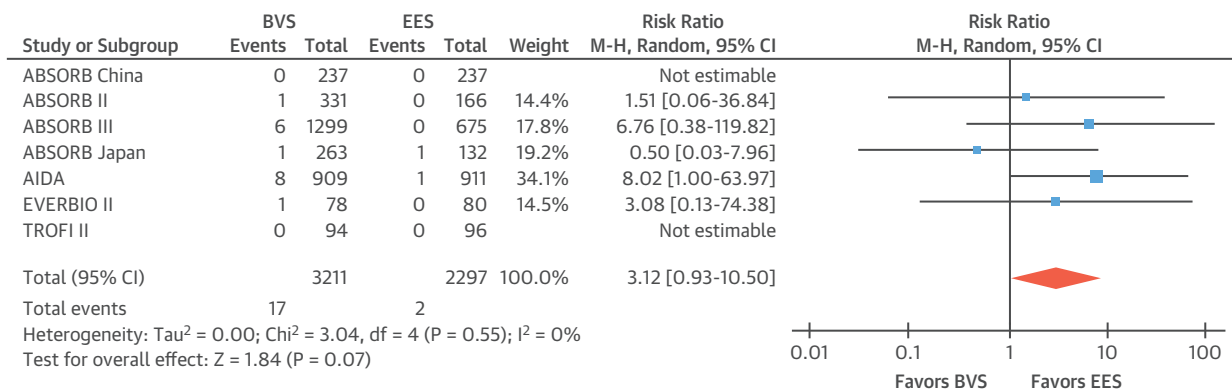 BVS EES Risk Ratio Risk Ratio
Study or Subgroup Events Total Events Total Weight M-H, Random, 95% CI M-H, Random, 95% CI
ABSORB China 0 237 0 237 Not estimable
ABSORB II 1 331 0 166 14.4% 1.51 [0.06-36.84]
ABSORB III 6 1299 0 675 17.8% 6.76 [0.38-119.82]
ABSORB Japan 1 263 1 132 19.2% 0.50 [0.03-7.96]
AIDA 8 909 1 911 34.1% 8.02 [1.00-63.97]
EVERBIO II 1 78 0 80 14.5% 3.08 [0.13-74.38]
TROFI II 0 94 0 96 Not estimable
Total (95% CI) 3211 2297 100.0% 3.12 [0.93-10.50]
Total events 17 2
Heterogeneity: Tau² = 0.00; Chi² = 3.04, df = 4 (P = 0.55); I² = 0%
Test for overall effect: Z = 1.84 (P = 0.07)
0.01 0.1 1 10 100
Favors BVS Favors EES